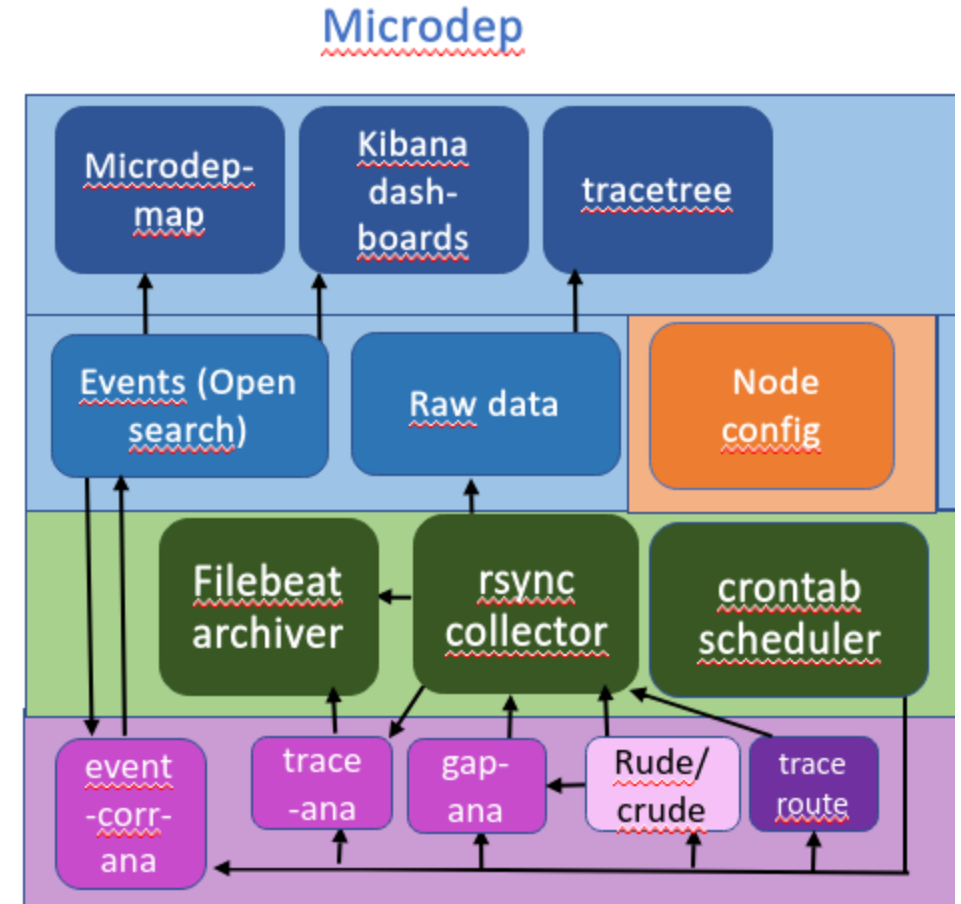 Microdep
Microdep-
map
Kibana
dash-
boards
tracetree
Events (Open
search)
Raw data
Node
config
Filebeat
archiver
rsync
collector
crontab
scheduler
event
-corr-
ana
trace
-ana
gap-
ana
Rude/
crude
trace
route